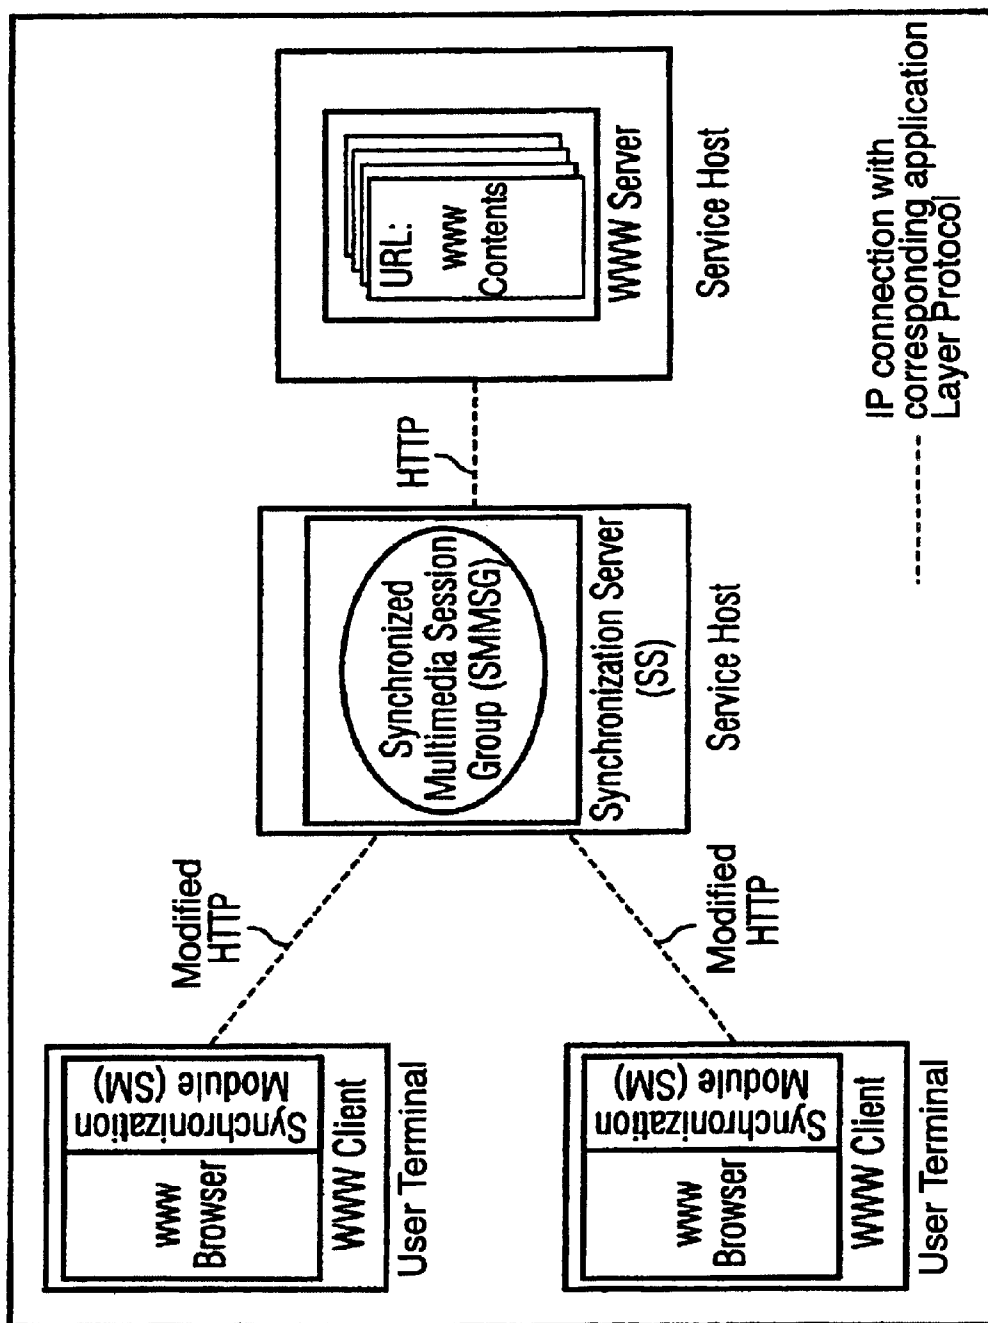 www
Browser
Synchronization
Module (SM)
WWW Client
User Terminal
www
Browser
Synchronization
Module (SM)
WWW Client
User Terminal
Modified
HTTP
Modified
HTTP
Synchronized
Multimedia Session
Group (SMMSG)
Synchronization Server
(SS)
Service Host
HTTP
URL:
www
Contents
WWW Server
Service Host
IP connection with
corresponding application
Layer Protocol